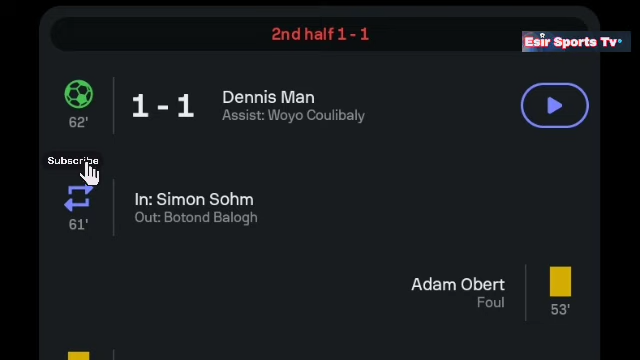 2nd half 1 - 1
Esir Sports Tv
62'
1 - 1
Dennis Man
Assist: Woyo Coulibaly
Subscribe
61'
In: Simon Sohm
Out: Botond Balogh
Adam Obert
Foul
53'